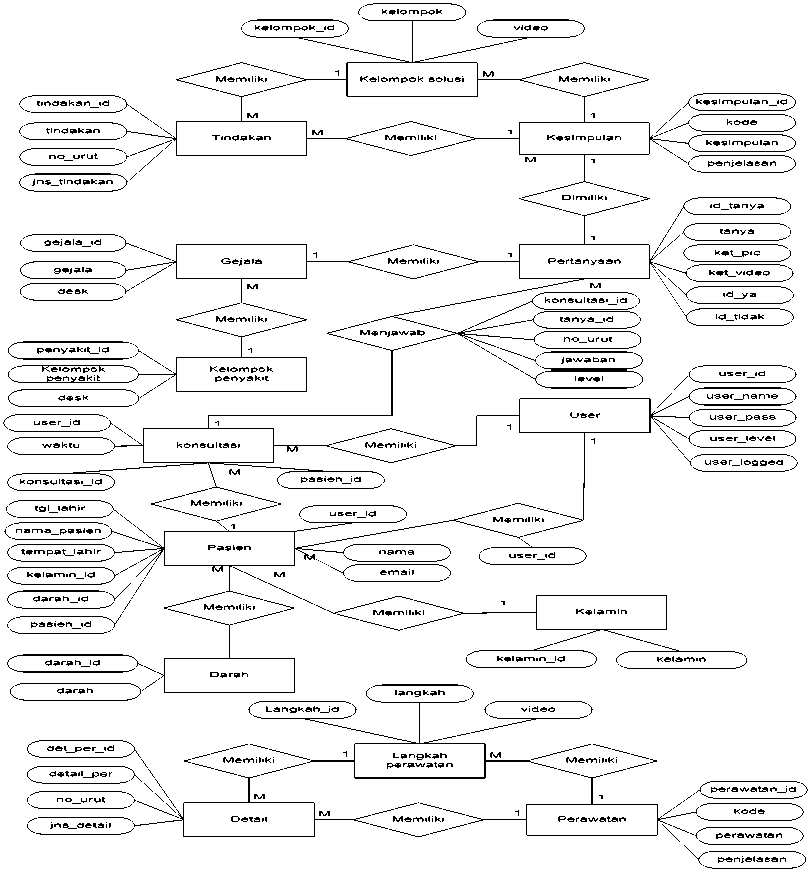 kelompok
kelompok_id
video
Memiliki
1
Kelompok solusi
M
Memiliki
tindakan_id
tindakan
no_urut
jns_tindakan
M
Tindakan
M
Memiliki
1
1
Kesimpulan
M
1
kesimpulan_id
kode
kesimpulan
penjelasan
Dimiliki
1
gejala_id
gejala
desk
Gejala
1
Memiliki
1
Pertanyaan
M
id_tanya
tanya
ket_pic
ket_video
id_ya
id_tidak
M
Memiliki
1
Menjawab
konsultasi_id
tanya_id
no_urut
jawaban
level
penyakit_id
Kelompok
penyakit
desk
Kelompok
penyakit
user_id
waktu
1
konsultasi
M
Memiliki
1
User
1
user_id
user_name
user_pass
user_level
user_logged
konsultasi_id
M
pasien_id
Memiliki
1
user_id
Memiliki
user_id
tgl_lahir
nama_pasien
tempat_lahir
kelamin_id
darah_id
pasien_id
Pasien
M
nama
email
M
M
Memiliki
Memiliki
1
Kelamin
kelamin_id
kelamin
darah_id
darah
Darah
Langkah_id
langkah
video
Memiliki
1
Langkah
perawatan
M
Memiliki
det_per_id
detail_per
no_urut
jns_detail
M
Detail
M
Memiliki
1
1
Perawatan
perawatan_id
kode
perawatan
penjelasan